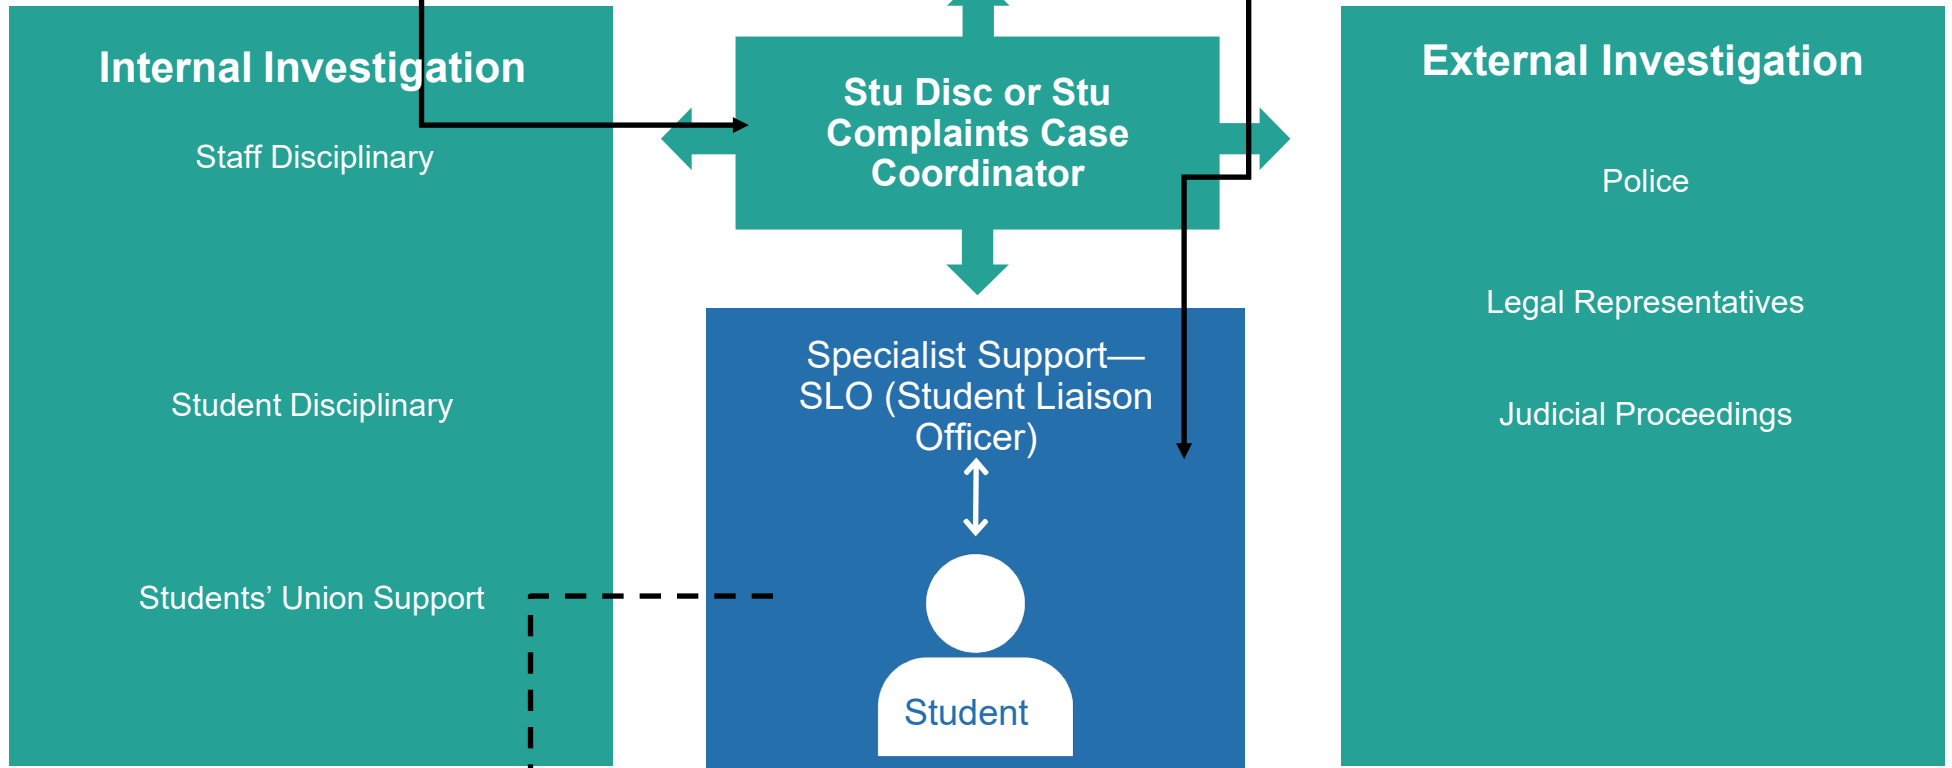 Internal Investigation
Staff Disciplinary
Student Disciplinary
Students’ Union Support
Stu Disc or Stu
Complaints Case
Coordinator
Specialist Support—
SLO (Student Liaison
Officer)
Student
External Investigation
Police
Legal Representatives
Judicial Proceedings